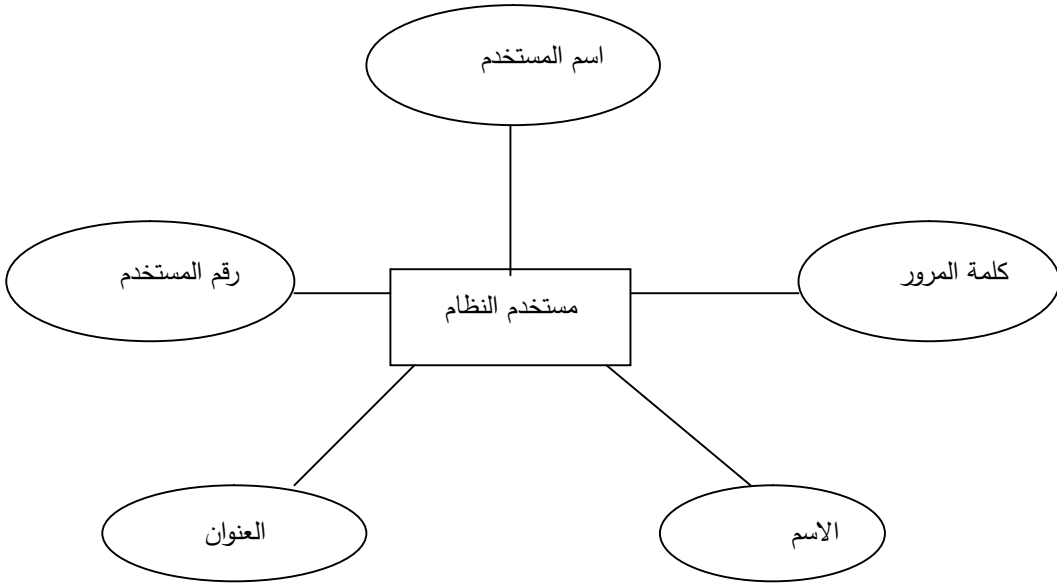 اسم المستخدم
كلمة المرور
رقم المستخدم
مستخدم النظام
الاسم
العنوان